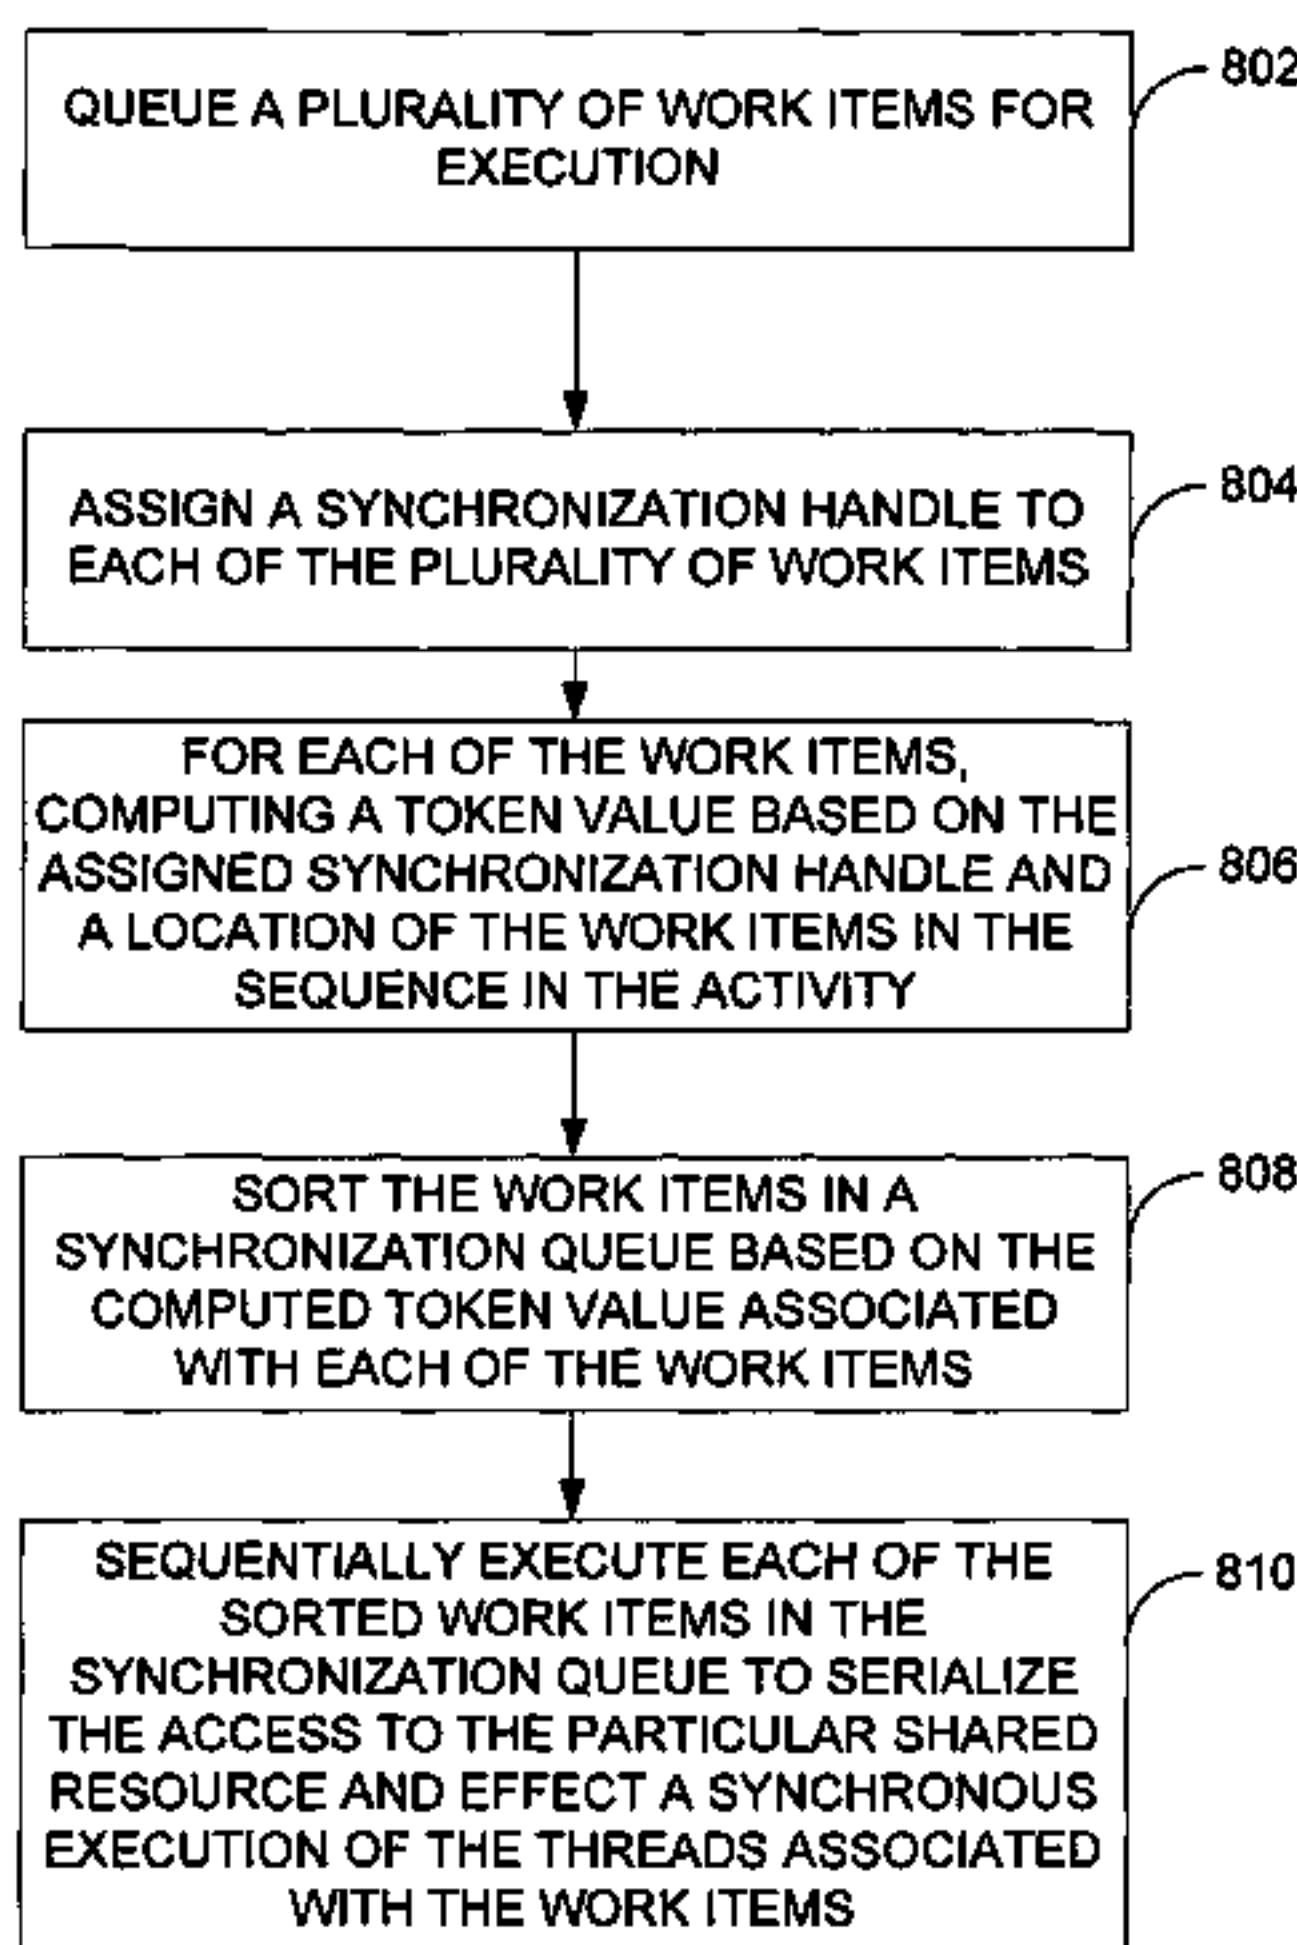 QUEUE A PLURALITY OF WORK ITEMS FOR
EXECUTION
802
ASSIGN A SYNCHRONIZATION HANDLE TO
EACH OF THE PLURALITY OF WORK ITEMS
804
FOR EACH OF THE WORK ITEMS,
COMPUTING A TOKEN VALUE BASED ON THE
ASSIGNED SYNCHRONIZATION HANDLE AND
A LOCATION OF THE WORK ITEMS IN THE
SEQUENCE IN THE ACTIVITY
806
SORT THE WORK ITEMS IN A
SYNCHRONIZATION QUEUE BASED ON THE
COMPUTED TOKEN VALUE ASSOCIATED
WITH EACH OF THE WORK ITEMS
808
SEQUENTIALLY EXECUTE EACH OF THE
SORTED WORK ITEMS IN THE
SYNCHRONIZATION QUEUE TO SERIALIZE
THE ACCESS TO THE PARTICULAR SHARED
RESOURCE AND EFFECT A SYNCHRONOUS
EXECUTION OF THE THREADS ASSOCIATED
WITH THE WORK ITEMS
810